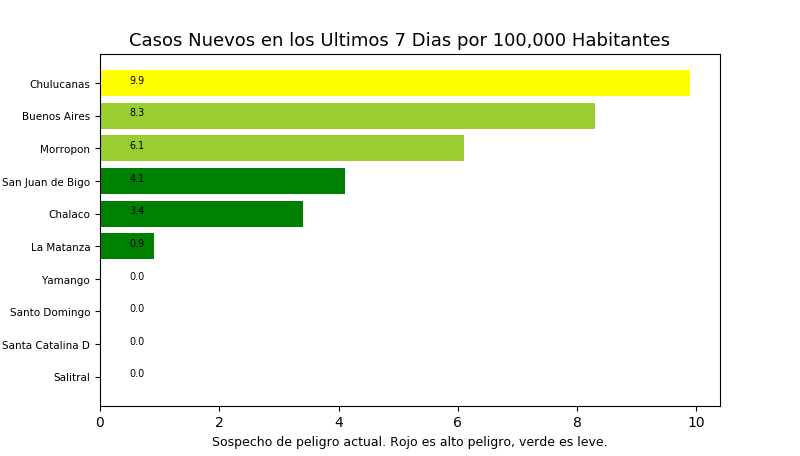 Casos Nuevos en los Ultimos 7 Dias por 100,000 Habitantes
Chulucanas 9.9
Buenos Aires 8.3
Morropon 6.1
San Juan de Bigo 4.1
Chalaco 3.4
La Matanza 0.9
Yamango 0.0
Santo Domingo 0.0
Santa Catalina D 0.0
Salitral 0.0
0 2 4 6 8 10
Sospecho de peligro actual. Rojo es alto peligro, verde es leve.